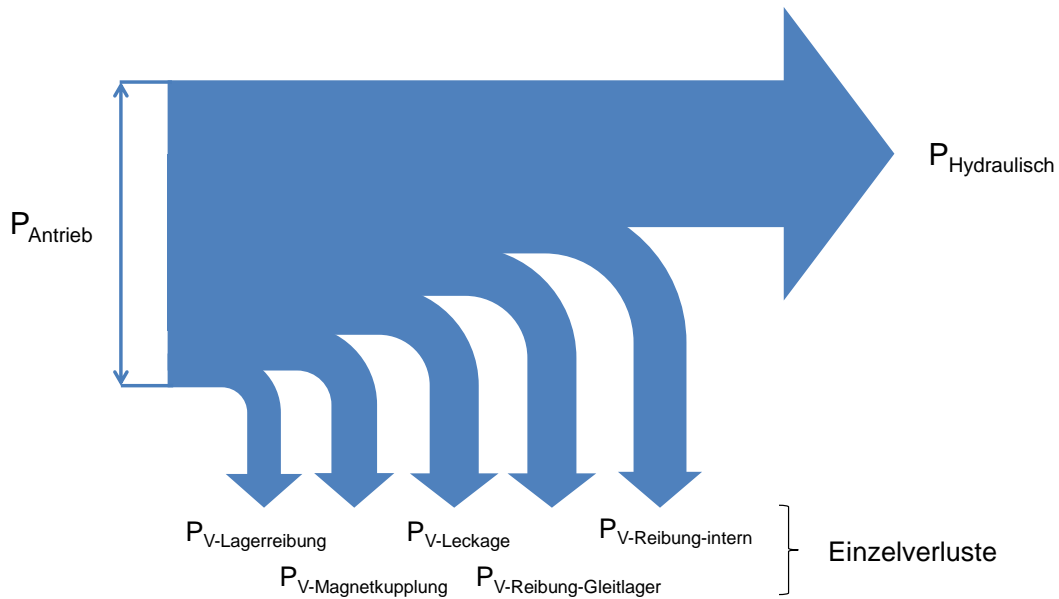 P_Hydraulisch
P_Antrieb
P_V-Lagerreibung
P_V-Leckage
P_V-Reibung-intern
Einzelverluste
P_V-Magnetkupplung
P_V-Reibung-Gleitlager